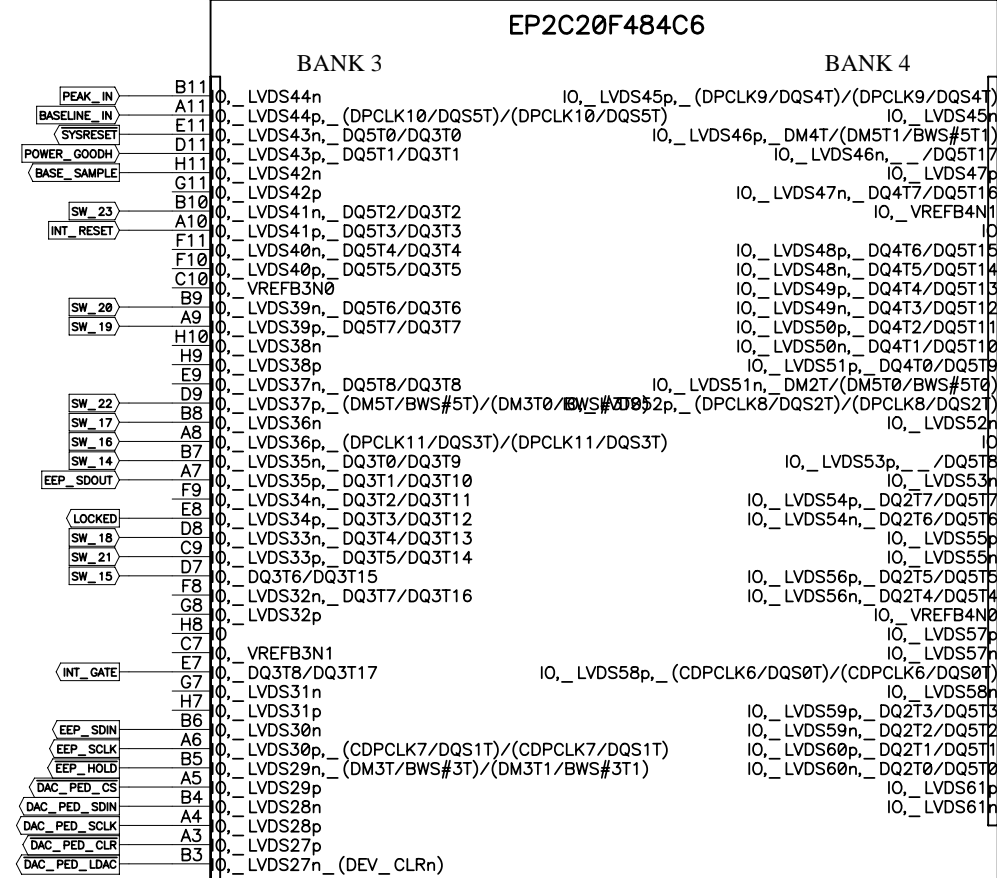 EP2C20F484C6
BANK 3 BANK 4
PEAK_IN B11 IO,_LVDS44n IO,_LVDS45p,_(DPCLK9/DQS4T)/(DPCLK9/DQS4T)
BASELINE_IN A11 IO,_LVDS44p,_(DPCLK10/DQS5T)/(DPCLK10/DQS5T) IO,_LVDS45n
SYSRESET E11 IO,_LVDS43n,_DQ5T0/DQ3T0 IO,_LVDS46p,_DM4T/(DM5T1/BWS#5T1)
POWER_GOODH D11 IO,_LVDS43p,_DQ5T1/DQ3T1 IO,_LVDS46n,__/DQ5T17
BASE_SAMPLE H11 IO,_LVDS42n IO,_LVDS47p
G11 IO,_LVDS42p IO,_LVDS47n,_DQ4T7/DQ5T16
SW_23 B10 IO,_LVDS41n,_DQ5T2/DQ3T2 IO,_VREFB4N1
INT_RESET A10 IO,_LVDS41p,_DQ5T3/DQ3T3 IO
F11 IO,_LVDS40n,_DQ5T4/DQ3T4 IO,_LVDS48p,_DQ4T6/DQ5T15
F10 IO,_LVDS40p,_DQ5T5/DQ3T5 IO,_LVDS48n,_DQ4T5/DQ5T14
C10 IO,_VREFB3N0 IO,_LVDS49p,_DQ4T4/DQ5T13
SW_20 B9 IO,_LVDS39n,_DQ5T6/DQ3T6 IO,_LVDS49n,_DQ4T3/DQ5T12
SW_19 A9 IO,_LVDS39p,_DQ5T7/DQ3T7 IO,_LVDS50p,_DQ4T2/DQ5T11
H10 IO,_LVDS38n IO,_LVDS50n,_DQ4T1/DQ5T10
H9 IO,_LVDS38p IO,_LVDS51p,_DQ4T0/DQ5T9
E9 IO,_LVDS37n,_DQ5T8/DQ3T8 IO,_LVDS51n,_DM2T/(DM5T0/BWS#5T0)
SW_22 D9 IO,_LVDS37p,_(DM5T/BWS#5T)/(DM3T0/BWS#3T0) IO,_LVDS52p,_(DPCLK8/DQS2T)/(DPCLK8/DQS2T)
SW_17 B8 IO,_LVDS36n IO,_LVDS52n
SW_16 A8 IO,_LVDS36p,_(DPCLK11/DQS3T)/(DPCLK11/DQS3T) IO
SW_14 B7 IO,_LVDS35n,_DQ3T0/DQ3T9 IO,_LVDS53p,__/DQ5T8
EEP_SDOUT A7 IO,_LVDS35p,_DQ3T1/DQ3T10 IO,_LVDS53n
F9 IO,_LVDS34n,_DQ3T2/DQ3T11 IO,_LVDS54p,_DQ2T7/DQ5T7
LOCKED E8 IO,_LVDS34p,_DQ3T3/DQ3T12 IO,_LVDS54n,_DQ2T6/DQ5T6
SW_18 D8 IO,_LVDS33n,_DQ3T4/DQ3T13 IO,_LVDS55p
SW_21 C9 IO,_LVDS33p,_DQ3T5/DQ3T14 IO,_LVDS55n
SW_15 D7 IO,_DQ3T6/DQ3T15 IO,_LVDS56p,_DQ2T5/DQ5T5
F8 IO,_LVDS32n,_DQ3T7/DQ3T16 IO,_LVDS56n,_DQ2T4/DQ5T4
G8 IO,_LVDS32p IO,_VREFB4N0
H8 IO IO,_LVDS57p
C7 IO,_VREFB3N1 IO,_LVDS57n
INT_GATE E7 IO,_DQ3T8/DQ3T17 IO,_LVDS58p,_(CDPCLK6/DQS0T)/(CDPCLK6/DQS0T)
G7 IO,_LVDS31n IO,_LVDS58n
H7 IO,_LVDS31p IO,_LVDS59p,_DQ2T3/DQ5T3
EEP_SDIN B6 IO,_LVDS30n IO,_LVDS59n,_DQ2T2/DQ5T2
EEP_SCLK A6 IO,_LVDS30p,_(CDPCLK7/DQS1T)/(CDPCLK7/DQS1T) IO,_LVDS60p,_DQ2T1/DQ5T1
EEP_HOLD B5 IO,_LVDS29n,_(DM3T/BWS#3T)/(DM3T1/BWS#3T1) IO,_LVDS60n,_DQ2T0/DQ5T0
DAC_PED_CS A5 IO,_LVDS29p IO,_LVDS61p
DAC_PED_SDIN B4 IO,_LVDS28n IO,_LVDS61n
DAC_PED_SCLK A4 IO,_LVDS28p
DAC_PED_CLR A3 IO,_LVDS27p
DAC_PED_LDAC B3 IO,_LVDS27n_(DEV_CLRn)